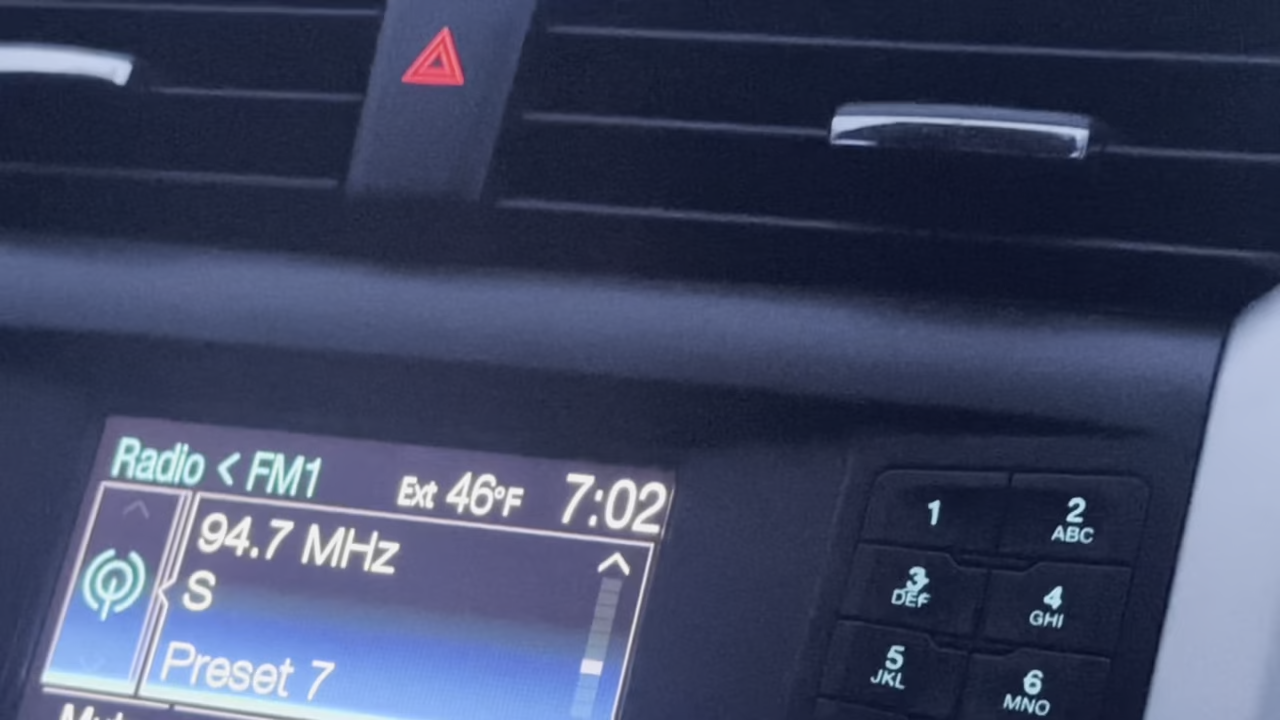 Radio < FM1
Ext 46°F 7:02
94.7 MHz
S
Preset 7
1
2
ABC
3
DEF
4
GHI
5
JKL
6
MNO